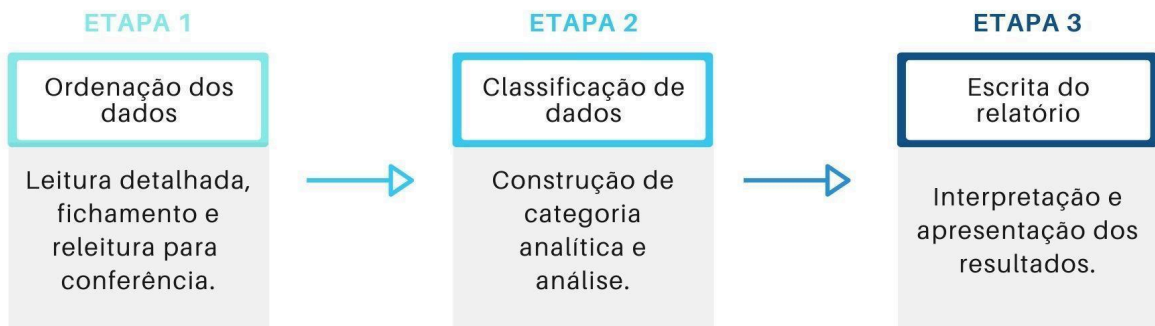 ETAPA 1
Ordenação dos
dados
Leitura detalhada,
fichamento e
releitura para
conferência.
ETAPA 2
Classificação de
dados
Construção de
categoria
analítica e
análise.
ETAPA 3
Escrita do
relatório
Interpretação e
apresentação dos
resultados.